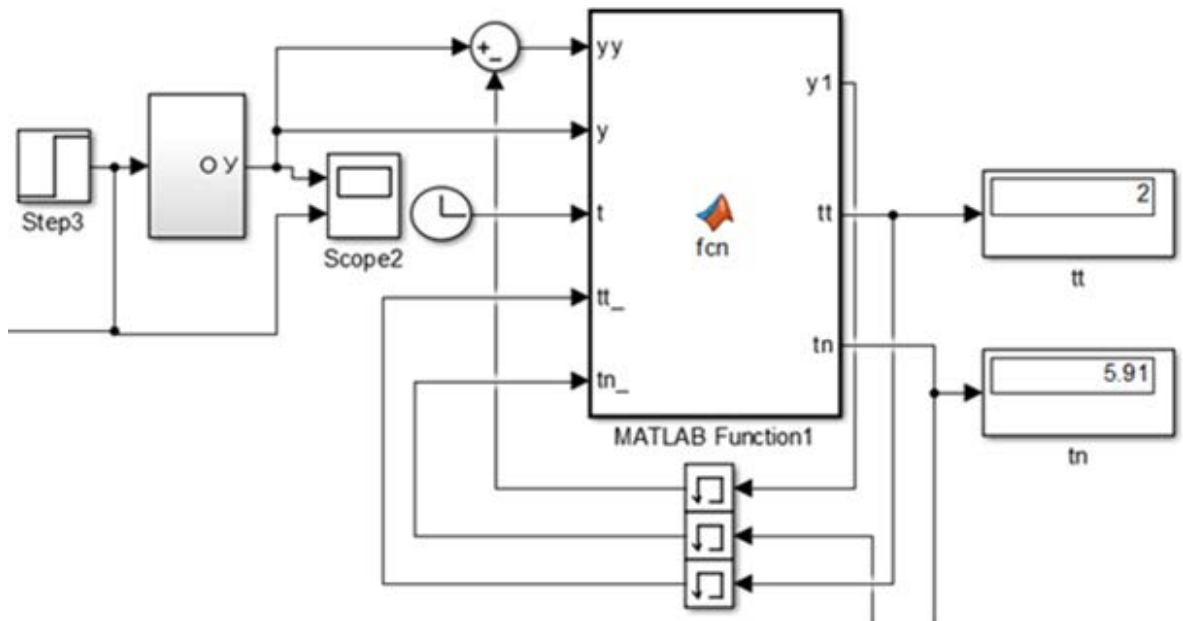 Step3
O y
Scope2
yy
y
t
tt_
tn_
fcn
y1
tt
tn
MATLAB Function1
2
tt
5.91
tn